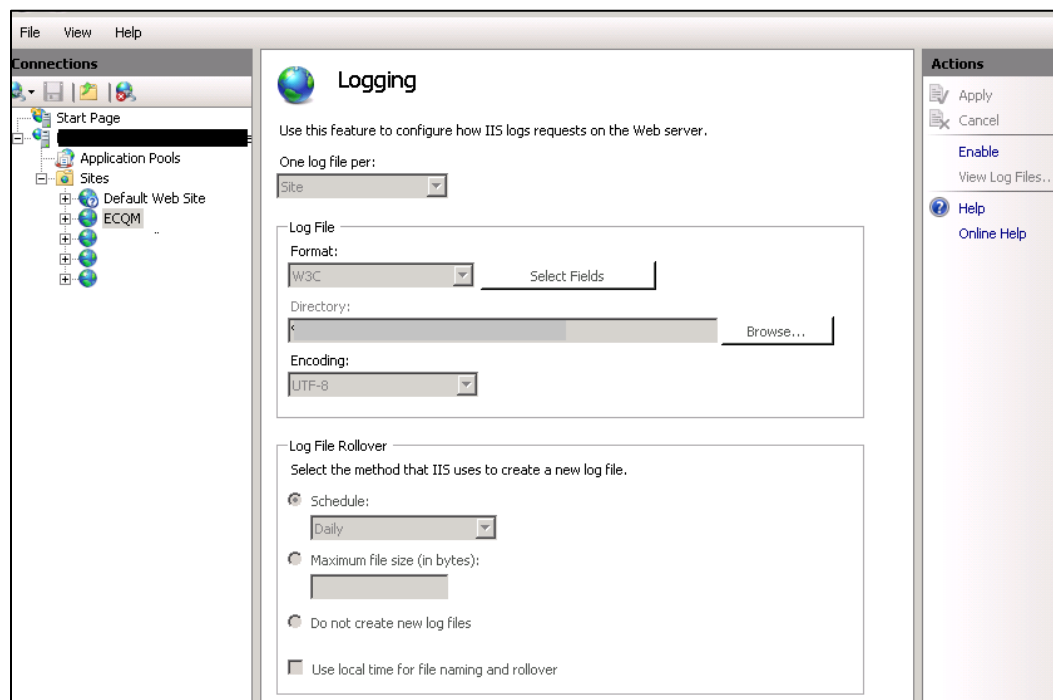 File View Help
Connections
Start Page
Application Pools
Sites
Default Web Site
ECQM
Logging
Use this feature to configure how IIS logs requests on the Web server.
One log file per:
Site
Log File
Format:
W3C
Select Fields
Directory:
Browse...
Encoding:
UTF-8
Log File Rollover
Select the method that IIS uses to create a new log file.
Schedule:
Daily
Maximum file size (in bytes):
Do not create new log files
Use local time for file naming and rollover
Actions
Apply
Cancel
Enable
View Log Files...
Help
Online Help